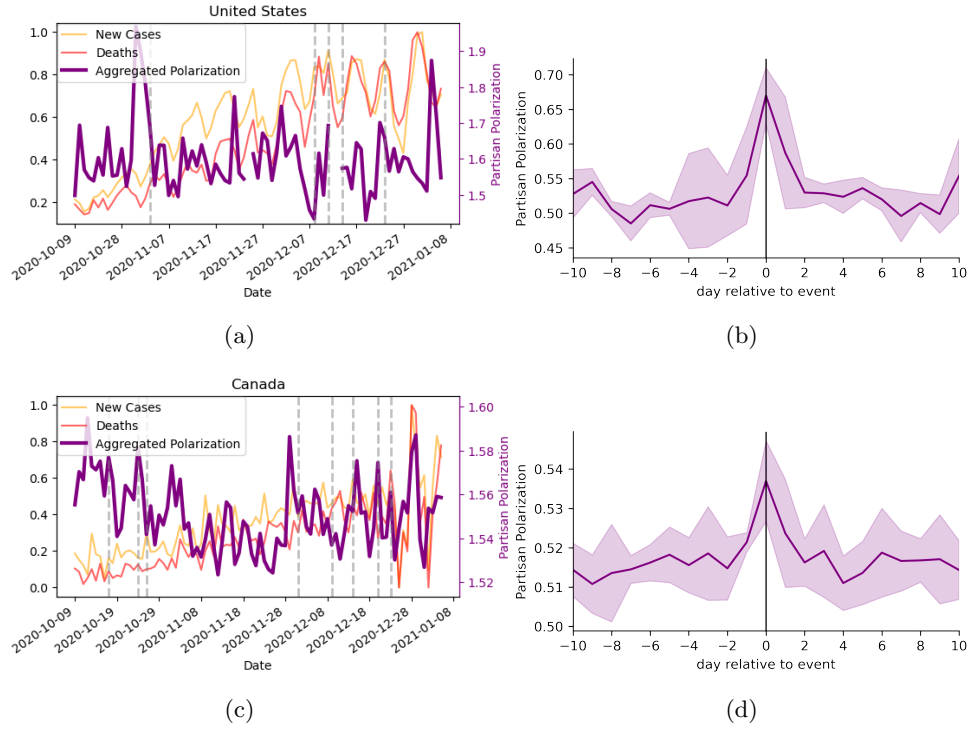 United States
New Cases
Deaths
Aggregated Polarization
1.0
0.8
0.6
0.4
0.2
1.9
1.8
1.7
1.6
1.5
Partisan Polarization
2020-10-09
2020-10-28
2020-11-07
2020-11-17
2020-11-27
2020-12-07
2020-12-17
2020-12-27
2021-01-08
Date
(a)
Partisan Polarization
0.70
0.65
0.60
0.55
0.50
0.45
−10 −8 −6 −4 −2 0 2 4 6 8 10
day relative to event
(b)
Canada
New Cases
Deaths
Aggregated Polarization
1.0
0.8
0.6
0.4
0.2
0.0
1.60
1.58
1.56
1.54
1.52
Partisan Polarization
2020-10-09
2020-10-19
2020-10-29
2020-11-08
2020-11-18
2020-11-28
2020-12-08
2020-12-18
2020-12-28
2021-01-08
Date
(c)
Partisan Polarization
0.54
0.53
0.52
0.51
0.50
−10 −8 −6 −4 −2 0 2 4 6 8 10
day relative to event
(d)